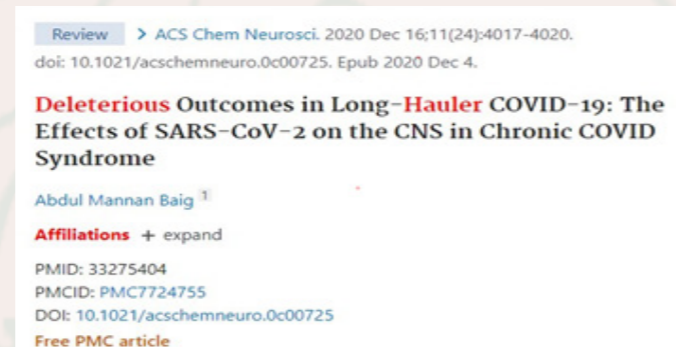 Review > ACS Chem Neurosci. 2020 Dec 16;11(24):4017-4020.
doi: 10.1021/acschemneuro.0c00725. Epub 2020 Dec 4.
Deleterious Outcomes in Long-Hauler COVID-19: The
Effects of SARS-CoV-2 on the CNS in Chronic COVID
Syndrome
Abdul Mannan Baig 1
Affiliations + expand
PMID: 33275404
PMCID: PMC7724755
DOI: 10.1021/acschemneuro.0c00725
Free PMC article